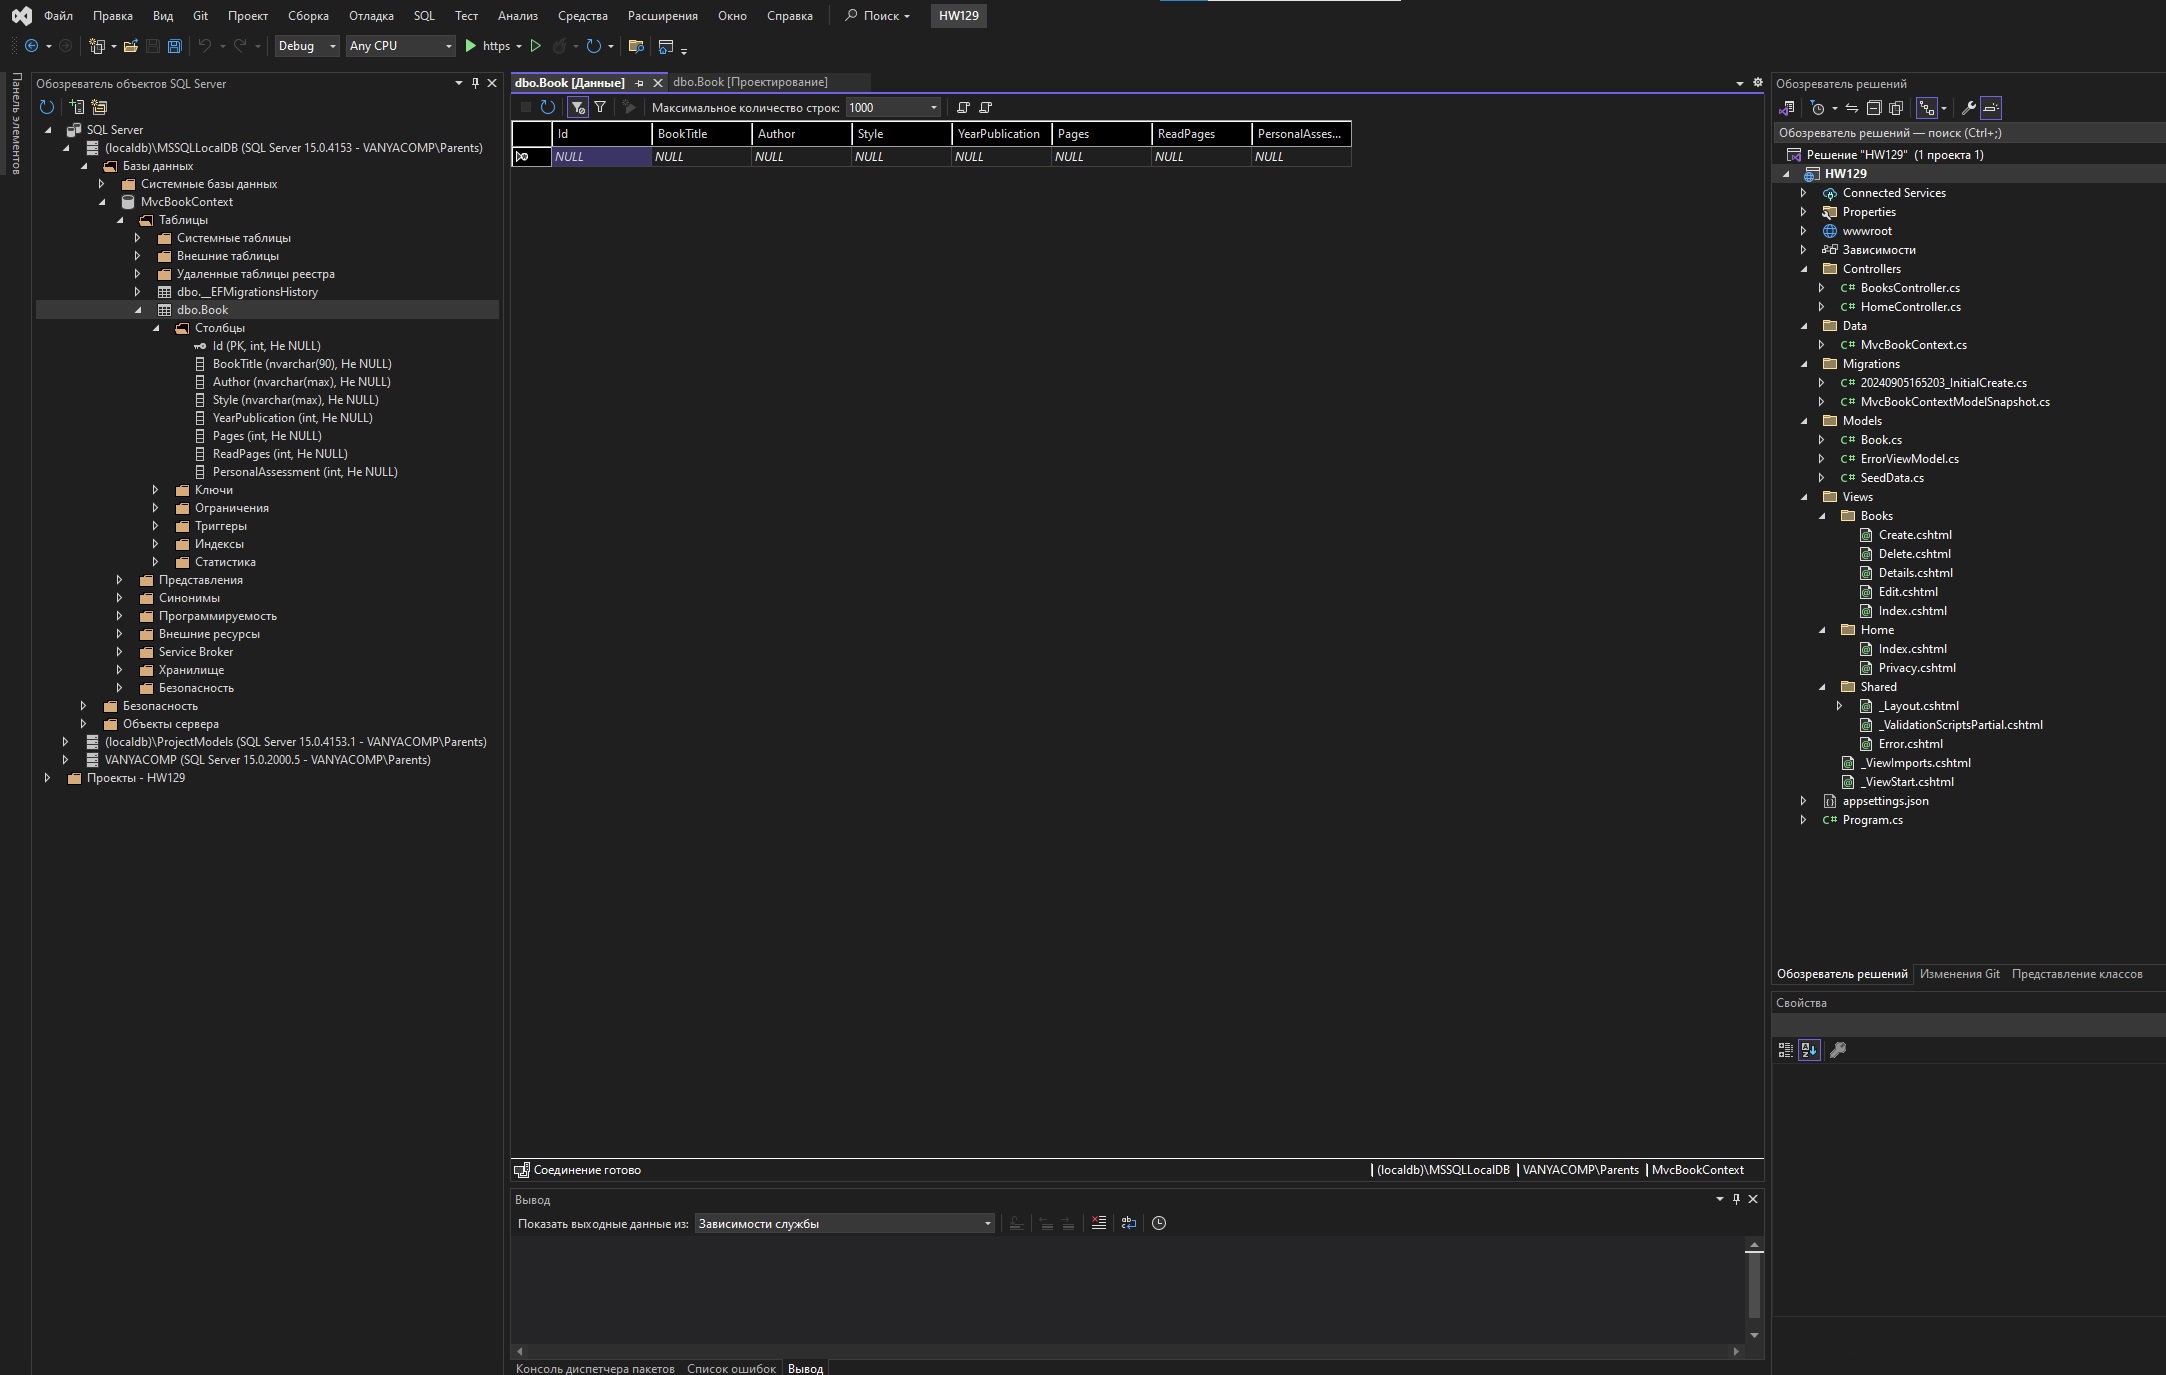 Файл Правка Вид Git Проект Сборка Отладка SQL Тест Анализ Средства Расширения Окно Справка Поиск HW129
Debug Any CPU https
Панель элементов
Обозреватель объектов SQL Server
SQL Server
(localdb)\MSSQLLocalDB (SQL Server 15.0.4153 - VANYACOMP\Parents)
Базы данных
Системные базы данных
MvcBookContext
Таблицы
Системные таблицы
Внешние таблицы
Удаленные таблицы реестра
dbo.__EFMigrationsHistory
dbo.Book
Столбцы
Id (PK, int, Не NULL)
BookTitle (nvarchar(90), Не NULL)
Author (nvarchar(max), Не NULL)
Style (nvarchar(max), Не NULL)
YearPublication (int, Не NULL)
Pages (int, Не NULL)
ReadPages (int, Не NULL)
PersonalAssessment (int, Не NULL)
Ключи
Ограничения
Триггеры
Индексы
Статистика
Представления
Синонимы
Программируемость
Внешние ресурсы
Service Broker
Хранилище
Безопасность
Безопасность
Объекты сервера
(localdb)\ProjectModels (SQL Server 15.0.4153.1 - VANYACOMP\Parents)
VANYACOMP (SQL Server 15.0.2000.5 - VANYACOMP\Parents)
Проекты - HW129
dbo.Book [Данные] dbo.Book [Проектирование]
Максимальное количество строк: 1000
Id BookTitle Author Style YearPublication Pages ReadPages PersonalAsses...
NULL NULL NULL NULL NULL NULL NULL NULL
Соединение готово (localdb)\MSSQLLocalDB VANYACOMP\Parents MvcBookContext
Вывод
Показать выходные данные из: Зависимости службы
Консоль диспетчера пакетов Список ошибок Вывод
Обозреватель решений
Обозреватель решений — поиск (Ctrl+;)
Решение "HW129" (1 проекта 1)
HW129
Connected Services
Properties
wwwroot
Зависимости
Controllers
C# BooksController.cs
C# HomeController.cs
Data
C# MvcBookContext.cs
Migrations
C# 20240905165203_InitialCreate.cs
C# MvcBookContextModelSnapshot.cs
Models
C# Book.cs
C# ErrorViewModel.cs
C# SeedData.cs
Views
Books
Create.cshtml
Delete.cshtml
Details.cshtml
Edit.cshtml
Index.cshtml
Home
Index.cshtml
Privacy.cshtml
Shared
_Layout.cshtml
_ValidationScriptsPartial.cshtml
Error.cshtml
_ViewImports.cshtml
_ViewStart.cshtml
appsettings.json
C# Program.cs
Обозреватель решений Изменения Git Представление классов
Свойства